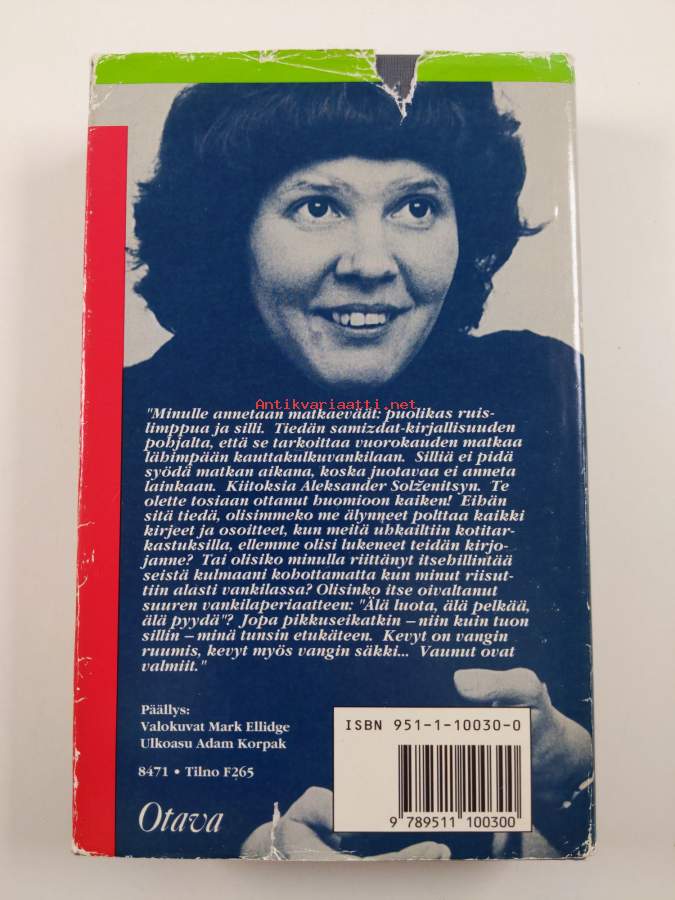 "Minulle annetaan matkaeväät: puolikas ruis-
Antikvariaatti.net
limppua ja silli. Tiedän samizdat-kirjallisuuden
pohjalta, että se tarkoittaa vuorokauden matkaa
lähimpään kauttakulkuvankilaan. Silliä ei pidä
syödä matkan aikana, koska juotavaa ei anneta
lainkaan. Kiitoksia Aleksander Solženitsyn. Te
olette tosiaan ottanut huomioon kaiken! Eihän
sitä tiedä, olisimmeko me älynneet polttaa kaikki
kirjeet ja osoitteet, kun meitä uhkailtiin kotitar-
kastuksilla, ellemme olisi lukeneet teidän kirjo-
janne? Tai olisiko minulla riittänyt itsehillintää
seistä kulmaani kohottamatta kun minut riisut-
tiin alasti vankilassa? Olisinko itse oivaltanut
suuren vankilaperiaatteen: "Älä luota, älä pelkää,
älä pyydä"? Jopa pikkuseikatkin – niin kuin tuon
sillin – minä tunsin etukäteen. Kevyt on vangin
ruumis, kevyt myös vangin säkki... Vaunut ovat
valmiit."
Päällys:
Valokuvat Mark Ellidge
Ulkoasu Adam Korpak
8471 • Tilno F265
Otava
ISBN 951-1-10030-0
9 789511 100300